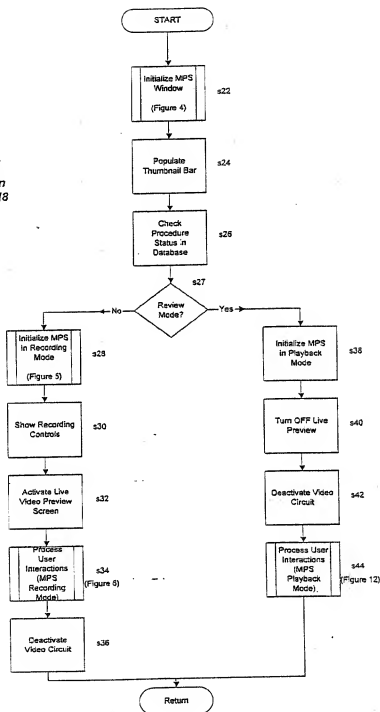 START
Initialize MPS
Window
(Figure 4)
s22
Populate
Thumbnail Bar
s24
n
18
Check
Procedure
Status in
Database
s26
s27
Review
Mode?
No
Yes
Initialize MPS
in Recording
Mode
(Figure 5)
s28
Show Recording
Controls
s30
Activate Live
Video Preview
Screen
s32
Process User
Interactions
(MPS
Recording
Mode)
s34
(Figure 6)
Deactivate
Video Circuit
s36
Initialize MPS
in Playback
Mode
s38
Turn OFF Live
Preview
s40
Deactivate Video
Circuit
s42
Process User
Interactions
(MPS
Playback
Mode)
s44
(Figure 12)
Return